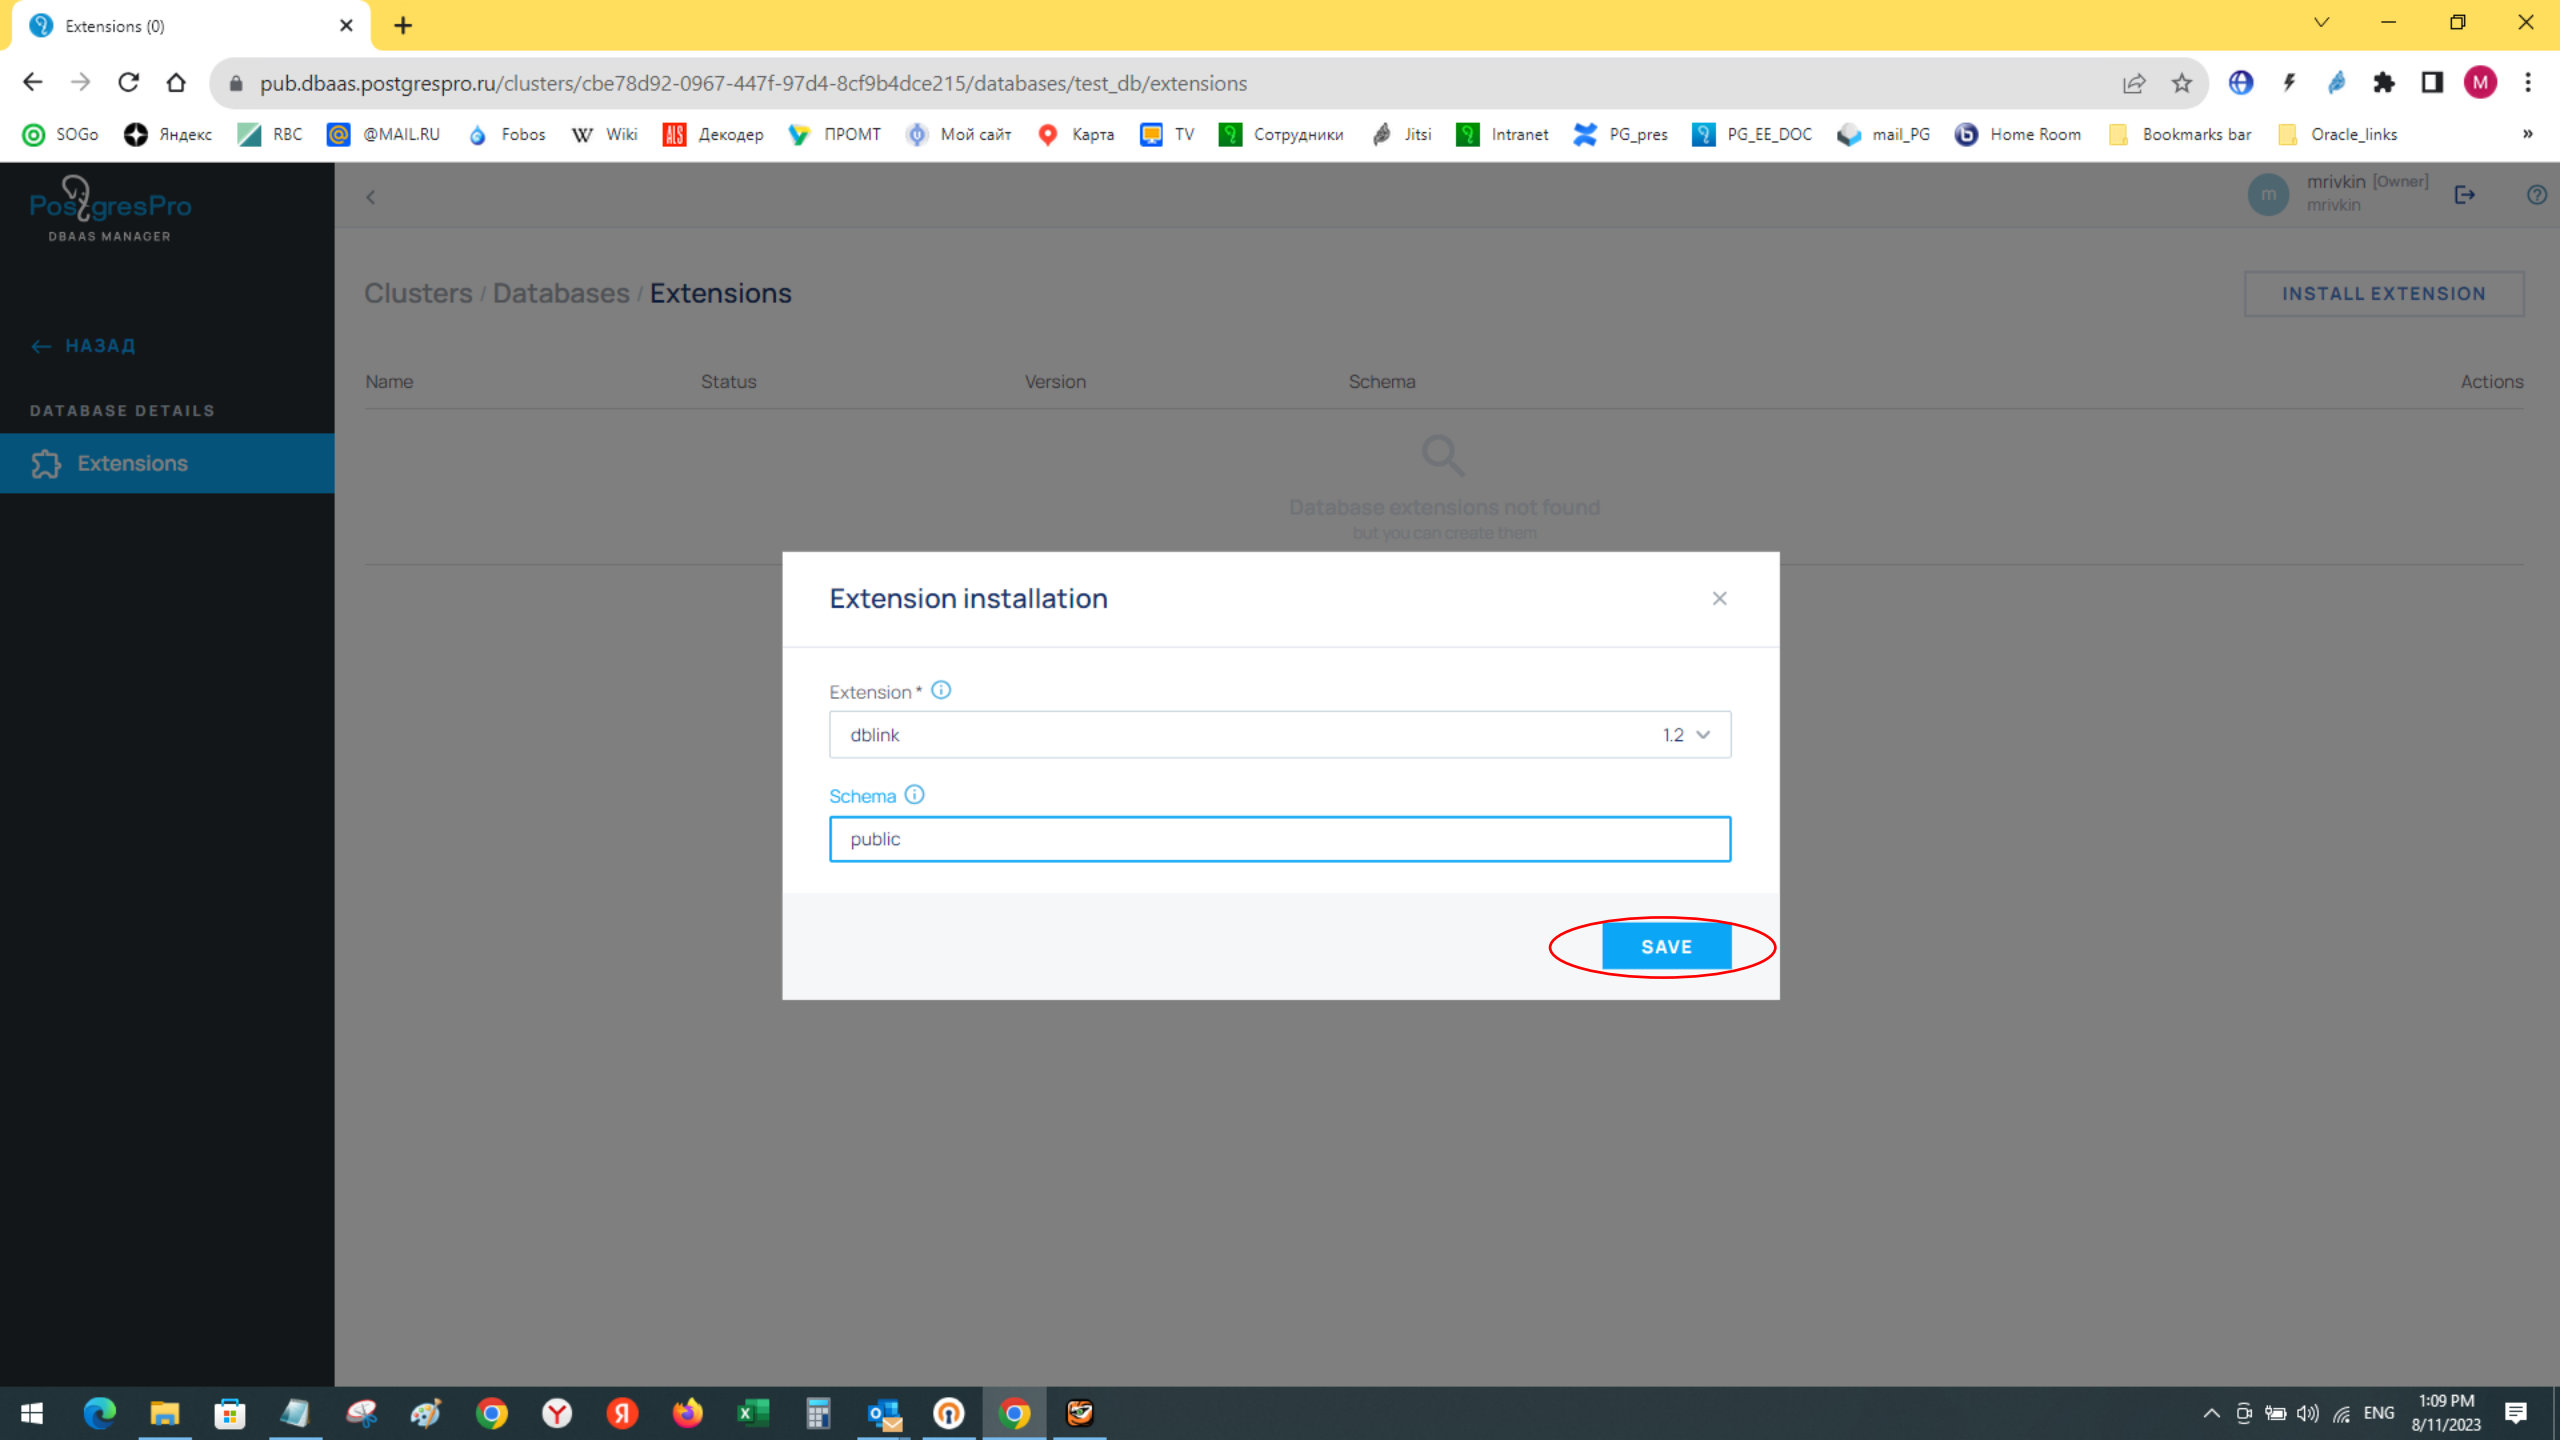 Extensions (0)
pub.dbaas.postgrespro.ru/clusters/cbe78d92-0967-447f-97d4-8cf9b4dce215/databases/test_db/extensions
M
SOGo Яндекс RBC @MAIL.RU Fobos Wiki Декодер ПРОМТ Мой сайт Карта TV Сотрудники Jitsi Intranet PG_pres PG_EE_DOC mail_PG Home Room Bookmarks bar Oracle_links »
PostgresPro
DBAAS MANAGER
m
mrivkin [Owner]
mrivkin
Clusters / Databases / Extensions
INSTALL EXTENSION
НАЗАД
DATABASE DETAILS
Extensions
Name Status Version Schema Actions
Database extensions not found
but you can create them
Extension installation
Extension *
dblink 1.2
Schema
public
SAVE
ENG
1:09 PM
8/11/2023